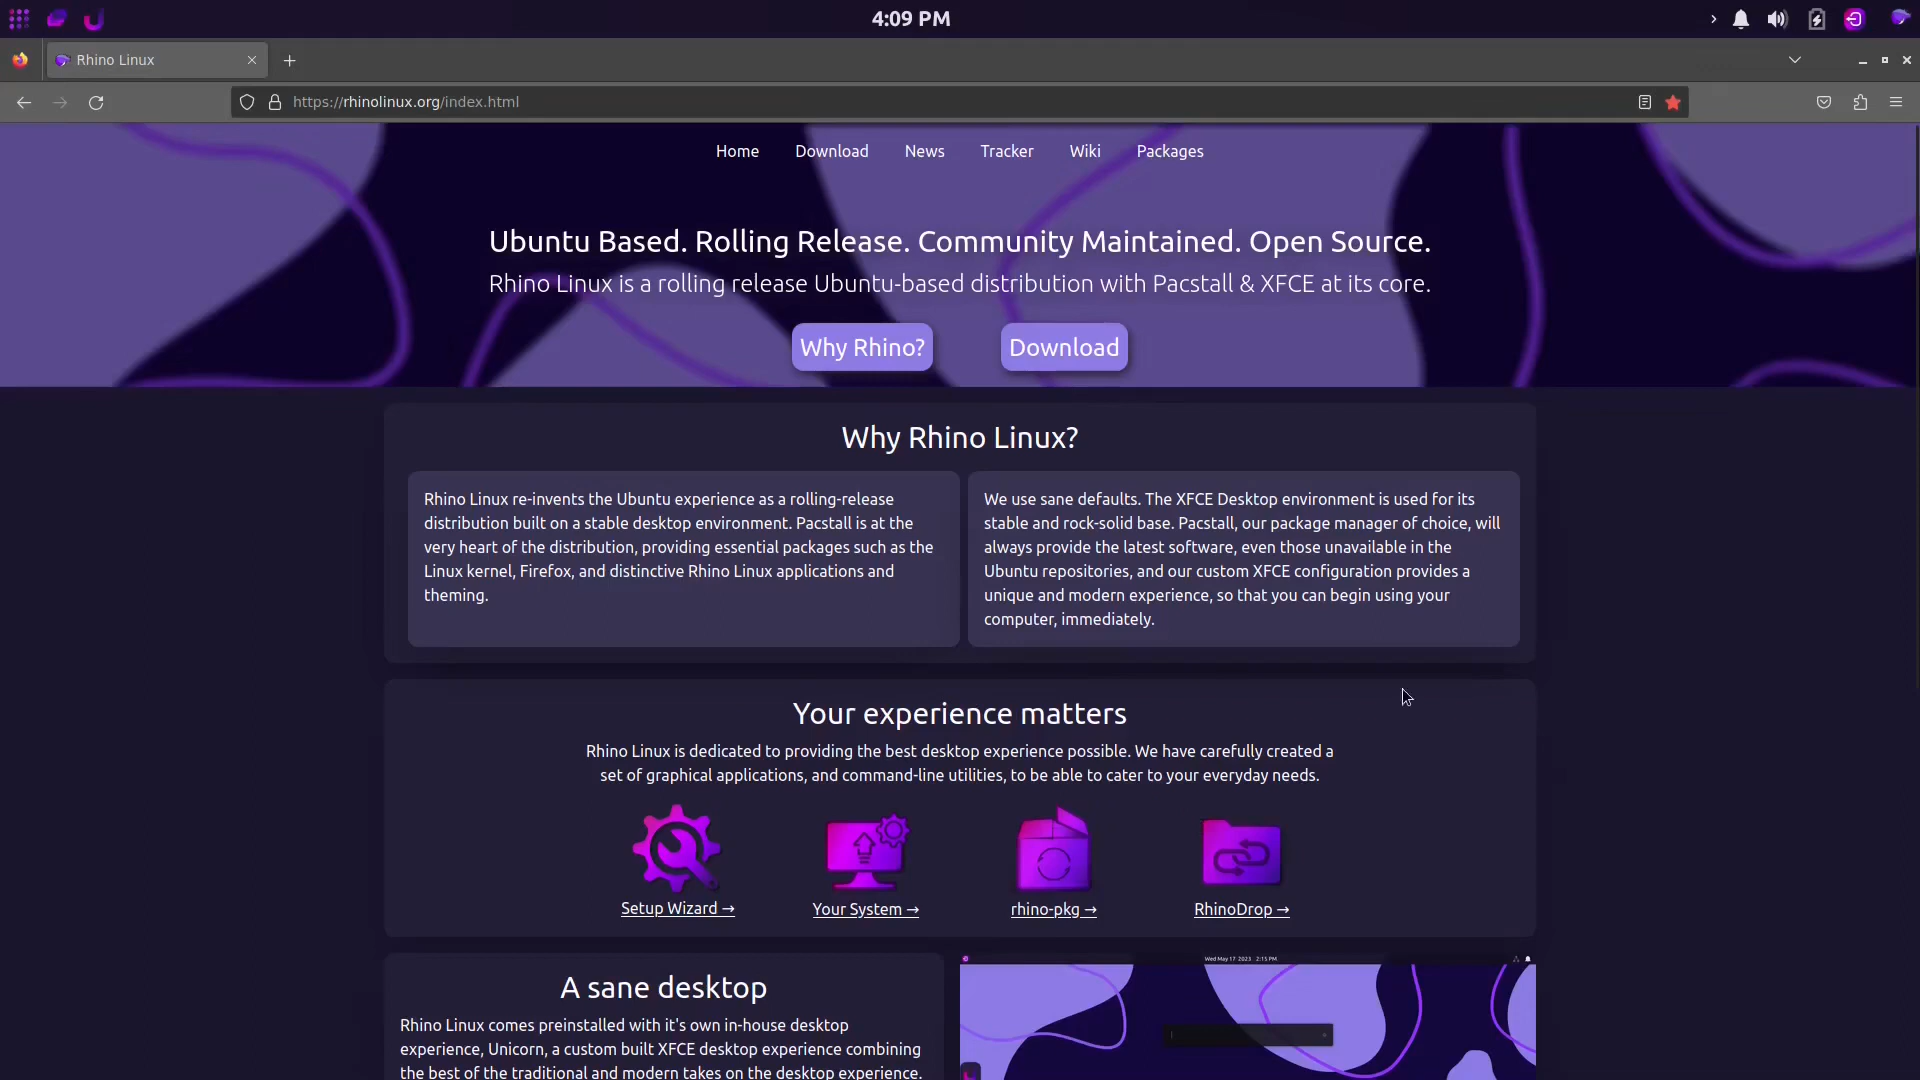 4:09 PM
Rhino Linux
https://rhinolinux.org/index.html
Home Download News Tracker Wiki Packages
Ubuntu Based. Rolling Release. Community Maintained. Open Source.
Rhino Linux is a rolling release Ubuntu-based distribution with Pacstall & XFCE at its core.
Why Rhino? Download
Why Rhino Linux?
Rhino Linux re-invents the Ubuntu experience as a rolling-release
distribution built on a stable desktop environment. Pacstall is at the
very heart of the distribution, providing essential packages such as the
Linux kernel, Firefox, and distinctive Rhino Linux applications and
theming.
We use sane defaults. The XFCE Desktop environment is used for its
stable and rock-solid base. Pacstall, our package manager of choice, will
always provide the latest software, even those unavailable in the
Ubuntu repositories, and our custom XFCE configuration provides a
unique and modern experience, so that you can begin using your
computer, immediately.
Your experience matters
Rhino Linux is dedicated to providing the best desktop experience possible. We have carefully created a
set of graphical applications, and command-line utilities, to be able to cater to your everyday needs.
Setup Wizard → Your System → rhino-pkg → RhinoDrop →
A sane desktop
Rhino Linux comes preinstalled with it's own in-house desktop
experience, Unicorn, a custom built XFCE desktop experience combining
the best of the traditional and modern takes on the desktop experience.
Wed May 17 2023 2:15 PM